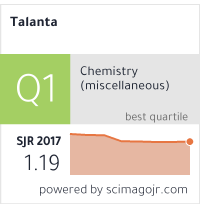 Talanta
Q1
Chemistry
(miscellaneous)
best quartile
SJR 2017
1.19
powered by scimagojr.com